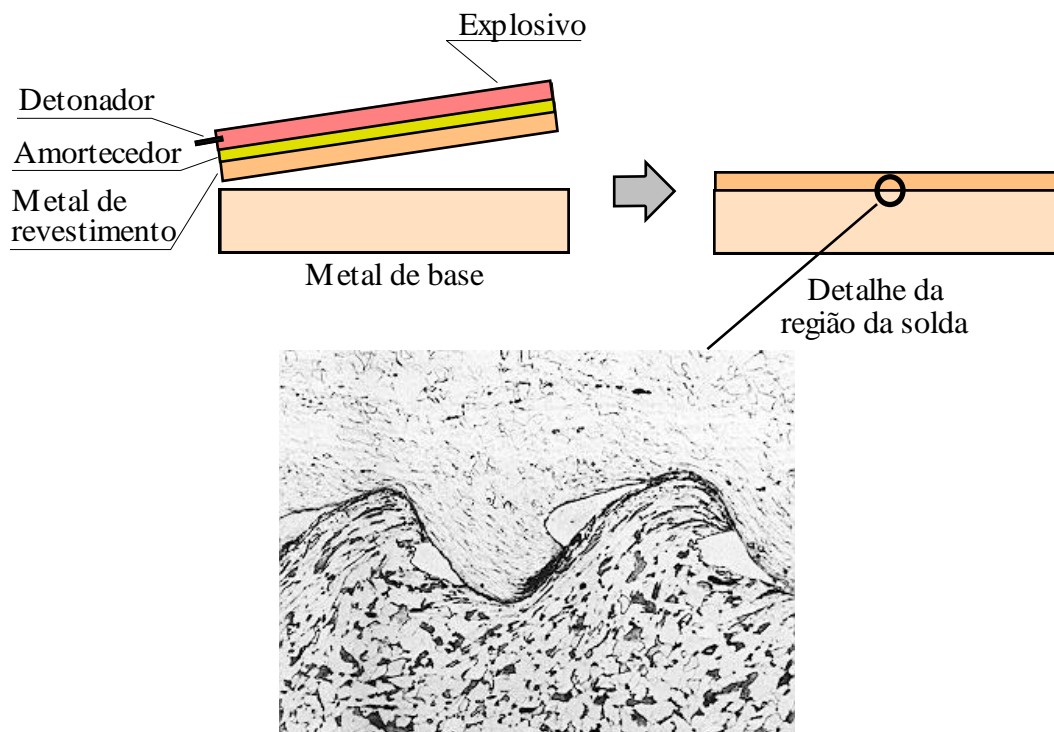 Explosivo
Detonador
Amortecedor
Metal de
revestimento
Metal de base
Detalhe da
região da solda